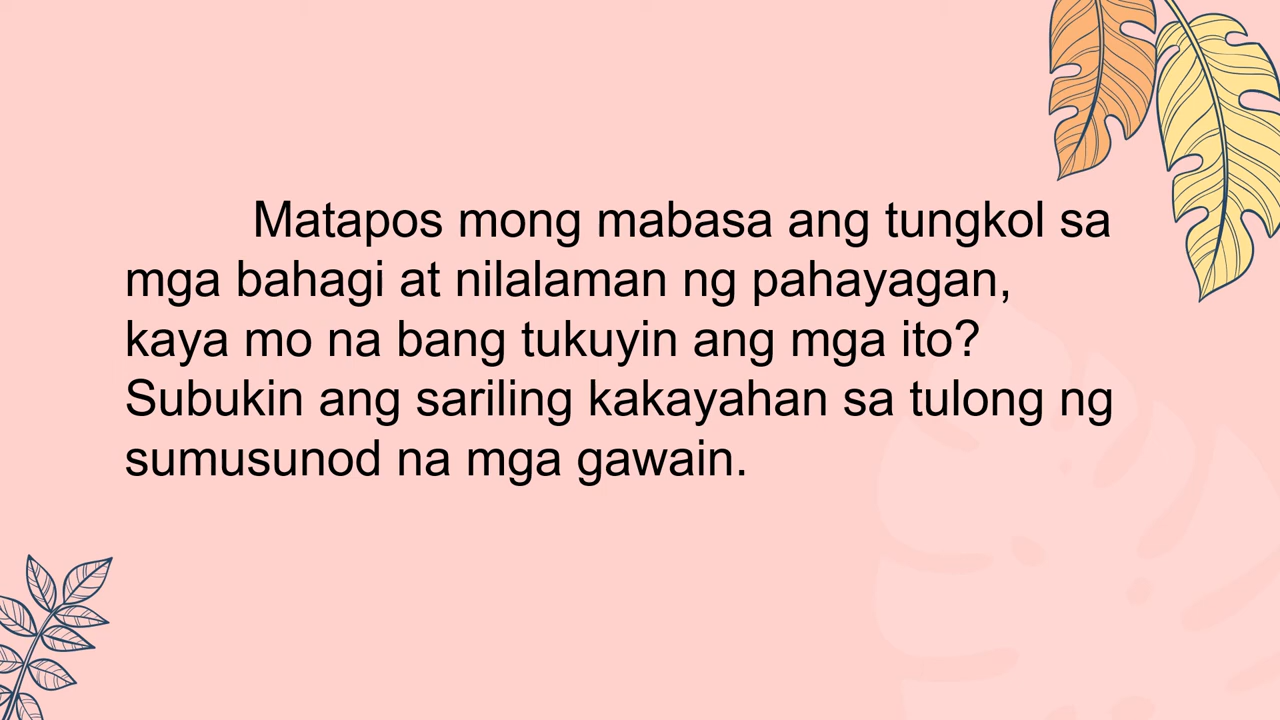 Matapos mong mabasa ang tungkol sa
mga bahagi at nilalaman ng pahayagan,
kaya mo na bang tukuyin ang mga ito?
Subukin ang sariling kakayahan sa tulong ng
sumusunod na mga gawain.